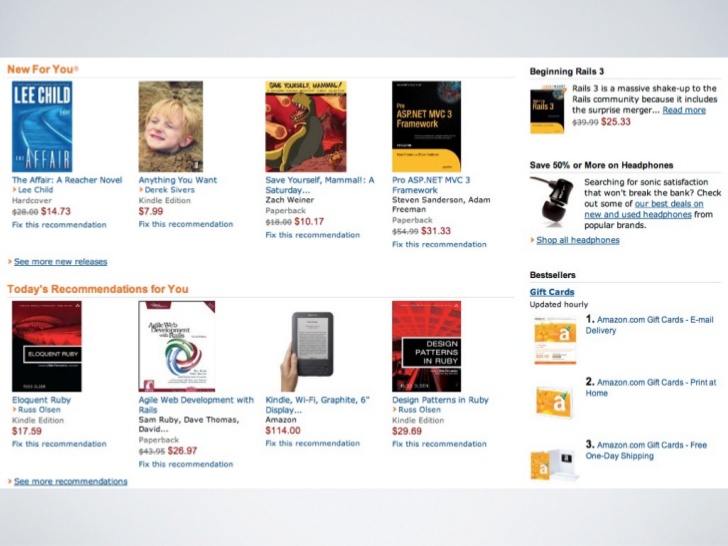 New For You®
LEE CHILD
THE AFFAIR
The Affair: A Reacher Novel
› Lee Child
Hardcover
$28.00 $14.73
Fix this recommendation
Anything You Want
› Derek Sivers
Kindle Edition
$7.99
Fix this recommendation
SAVE YOURSELF, MAMMAL!
Save Yourself, Mammal!: A
Saturday...
Zach Weiner
Paperback
$18.00 $10.17
Fix this recommendation
Pro
ASP.NET MVC 3
Framework
Pro ASP.NET MVC 3
Framework
Steven Sanderson, Adam
Freeman
Paperback
$54.99 $31.33
Fix this recommendation
› See more new releases
Today's Recommendations for You
ELOQUENT RUBY
RUSS OLSEN
Eloquent Ruby
› Russ Olsen
Kindle Edition
$17.59
Fix this recommendation
Agile Web
Development
with Rails
Agile Web Development with
Rails
Sam Ruby, Dave Thomas,
David...
Paperback
$43.95 $26.97
Fix this recommendation
Kindle, Wi-Fi, Graphite, 6"
Display...
Amazon
$114.00
Fix this recommendation
DESIGN
PATTERNS
IN RUBY
RUSS OLSEN
Design Patterns in Ruby
› Russ Olsen
Kindle Edition
$29.69
Fix this recommendation
› See more recommendations
Beginning Rails 3
Rails 3
Rails 3 is a massive shake-up to the
Rails community because it includes
the surprise merger... Read more
$39.99 $25.33
Save 50% or More on Headphones
Searching for sonic satisfaction
that won't break the bank? Check
out some of our best deals on
new and used headphones from
popular brands.
› Shop all headphones
Bestsellers
Gift Cards
Updated hourly
1. Amazon.com Gift Cards - E-mail
Delivery
2. Amazon.com Gift Cards - Print at
Home
a
3. Amazon.com Gift Cards - Free
One-Day Shipping